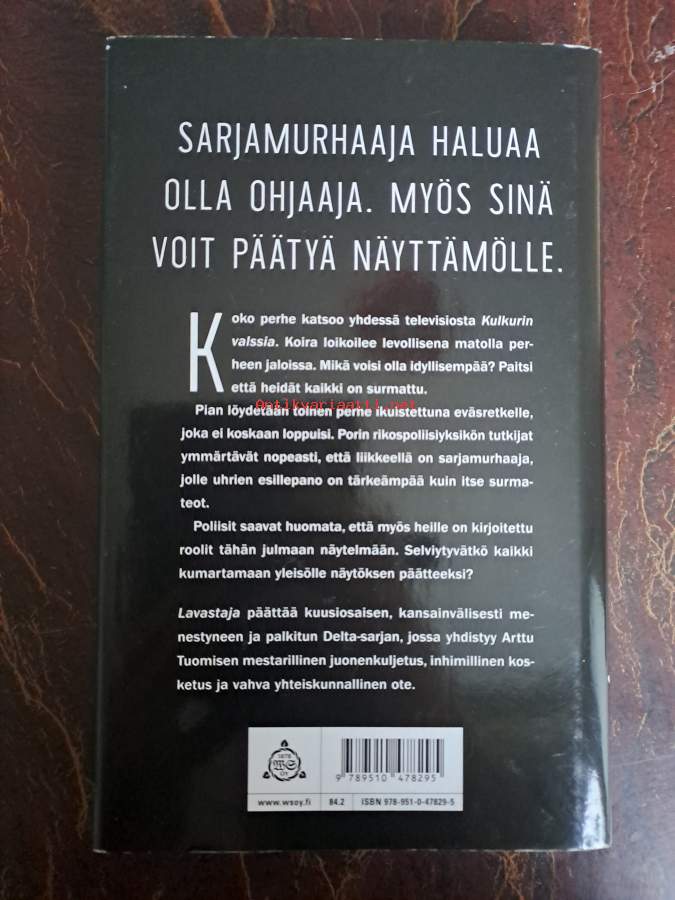 SARJAMURHAAJA HALUAA
OLLA OHJAAJA. MYÖS SINÄ
VOIT PÄÄTYÄ NÄYTTÄMÖLLE.
Koko perhe katsoo yhdessä televisiosta Kulkurin
valssia. Koira loikoilee levollisena matolla per-
heen jaloissa. Mikä voisi olla idyllisempää? Paitsi
että heidät kaikki on surmattu.
Antikvariaatti.net
Pian löydetään toinen perhe ikuistettuna eväsretkelle,
joka ei koskaan loppuisi. Porin rikospoliisiyksikön tutkijat
ymmärtävät nopeasti, että liikkeellä on sarjamurhaaja,
jolle uhrien esillepano on tärkeämpää kuin itse surma-
teot.
Poliisit saavat huomata, että myös heille on kirjoitettu
roolit tähän julmaan näytelmään. Selviytyvätkö kaikki
kumartamaan yleisölle näytöksen päätteeksi?
Lavastaja päättää kuusiosaisen, kansainvälisesti me-
nestyneen ja palkitun Delta-sarjan, jossa yhdistyy Arttu
Tuomisen mestarillinen juonenkuljetus, inhimillinen kos-
ketus ja vahva yhteiskunnallinen ote.
1878
WS
OY
9 789510 478295
www.wsoy.fi
84.2
ISBN 978-951-0-47829-5